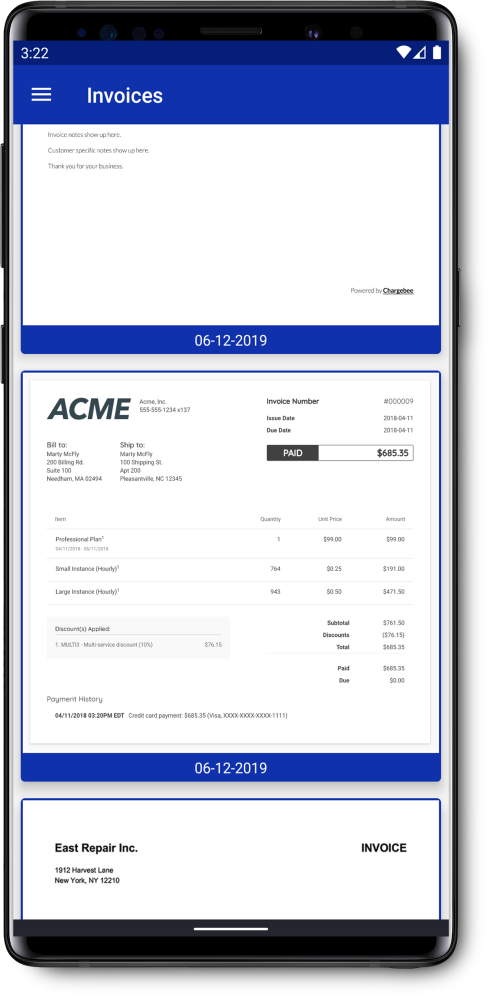 3:22
Invoices
Invoice notes show up here.
Customer specific notes show up here.
Thank you for your business.
Powered by Chargebee
06-12-2019
ACME
Acme, Inc.
555-555-1234 x137
Invoice Number #000009
Issue Date 2018-04-11
Due Date 2018-04-11
PAID $685.35
Bill to:
Marty McFly
200 Billing Rd.
Suite 100
Needham, MA 02494
Ship to:
Marty McFly
100 Shipping St.
Apt 200
Pleasantville, NC 12345
Item Quantity Unit Price Amount
Professional Plan¹ 1 $99.00 $99.00
04/11/2018 - 05/11/2018
Small Instance (Hourly)¹ 764 $0.25 $191.00
Large Instance (Hourly)¹ 943 $0.50 $471.50
Discount(s) Applied:
1. MULTI3 - Multi-service discount (10%) $76.15
Subtotal $761.50
Discounts ($76.15)
Total $685.35
Paid $685.35
Due $0.00
Payment History
04/11/2018 03:20PM EDT Credit card payment: $685.35 (Visa, XXXX-XXXX-XXXX-1111)
06-12-2019
East Repair Inc. INVOICE
1912 Harvest Lane
New York, NY 12210